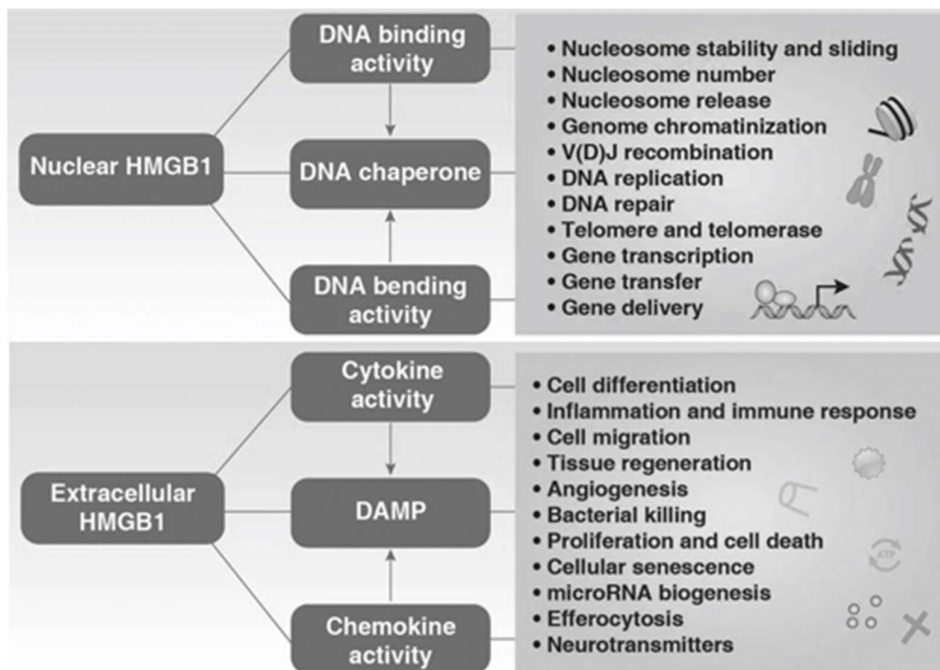 DNA binding
activity
Nuclear HMGB1
DNA chaperone
DNA bending
activity
• Nucleosome stability and sliding
• Nucleosome number
• Nucleosome release
• Genome chromatinization
• V(D)J recombination
• DNA replication
• DNA repair
• Telomere and telomerase
• Gene transcription
• Gene transfer
• Gene delivery
Cytokine
activity
Extracellular
HMGB1
DAMP
Chemokine
activity
• Cell differentiation
• Inflammation and immune response
• Cell migration
• Tissue regeneration
• Angiogenesis
• Bacterial killing
• Proliferation and cell death
• Cellular senescence
• microRNA biogenesis
• Efferocytosis
• Neurotransmitters
ATP